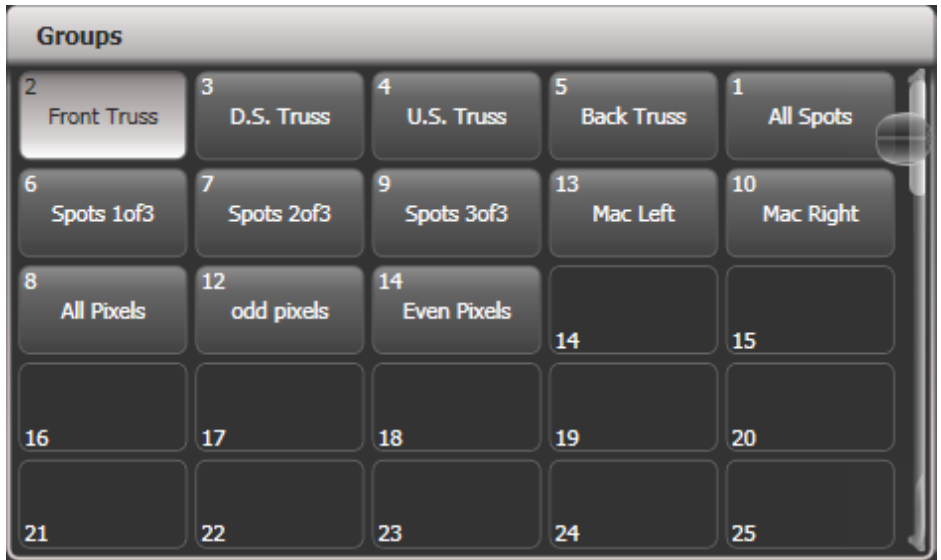 Groups
2
Front Truss
3
D.S. Truss
4
U.S. Truss
5
Back Truss
1
All Spots
6
Spots 1of3
7
Spots 2of3
9
Spots 3of3
13
Mac Left
10
Mac Right
8
All Pixels
12
odd pixels
14
Even Pixels
14
15
16
17
18
19
20
21
22
23
24
25